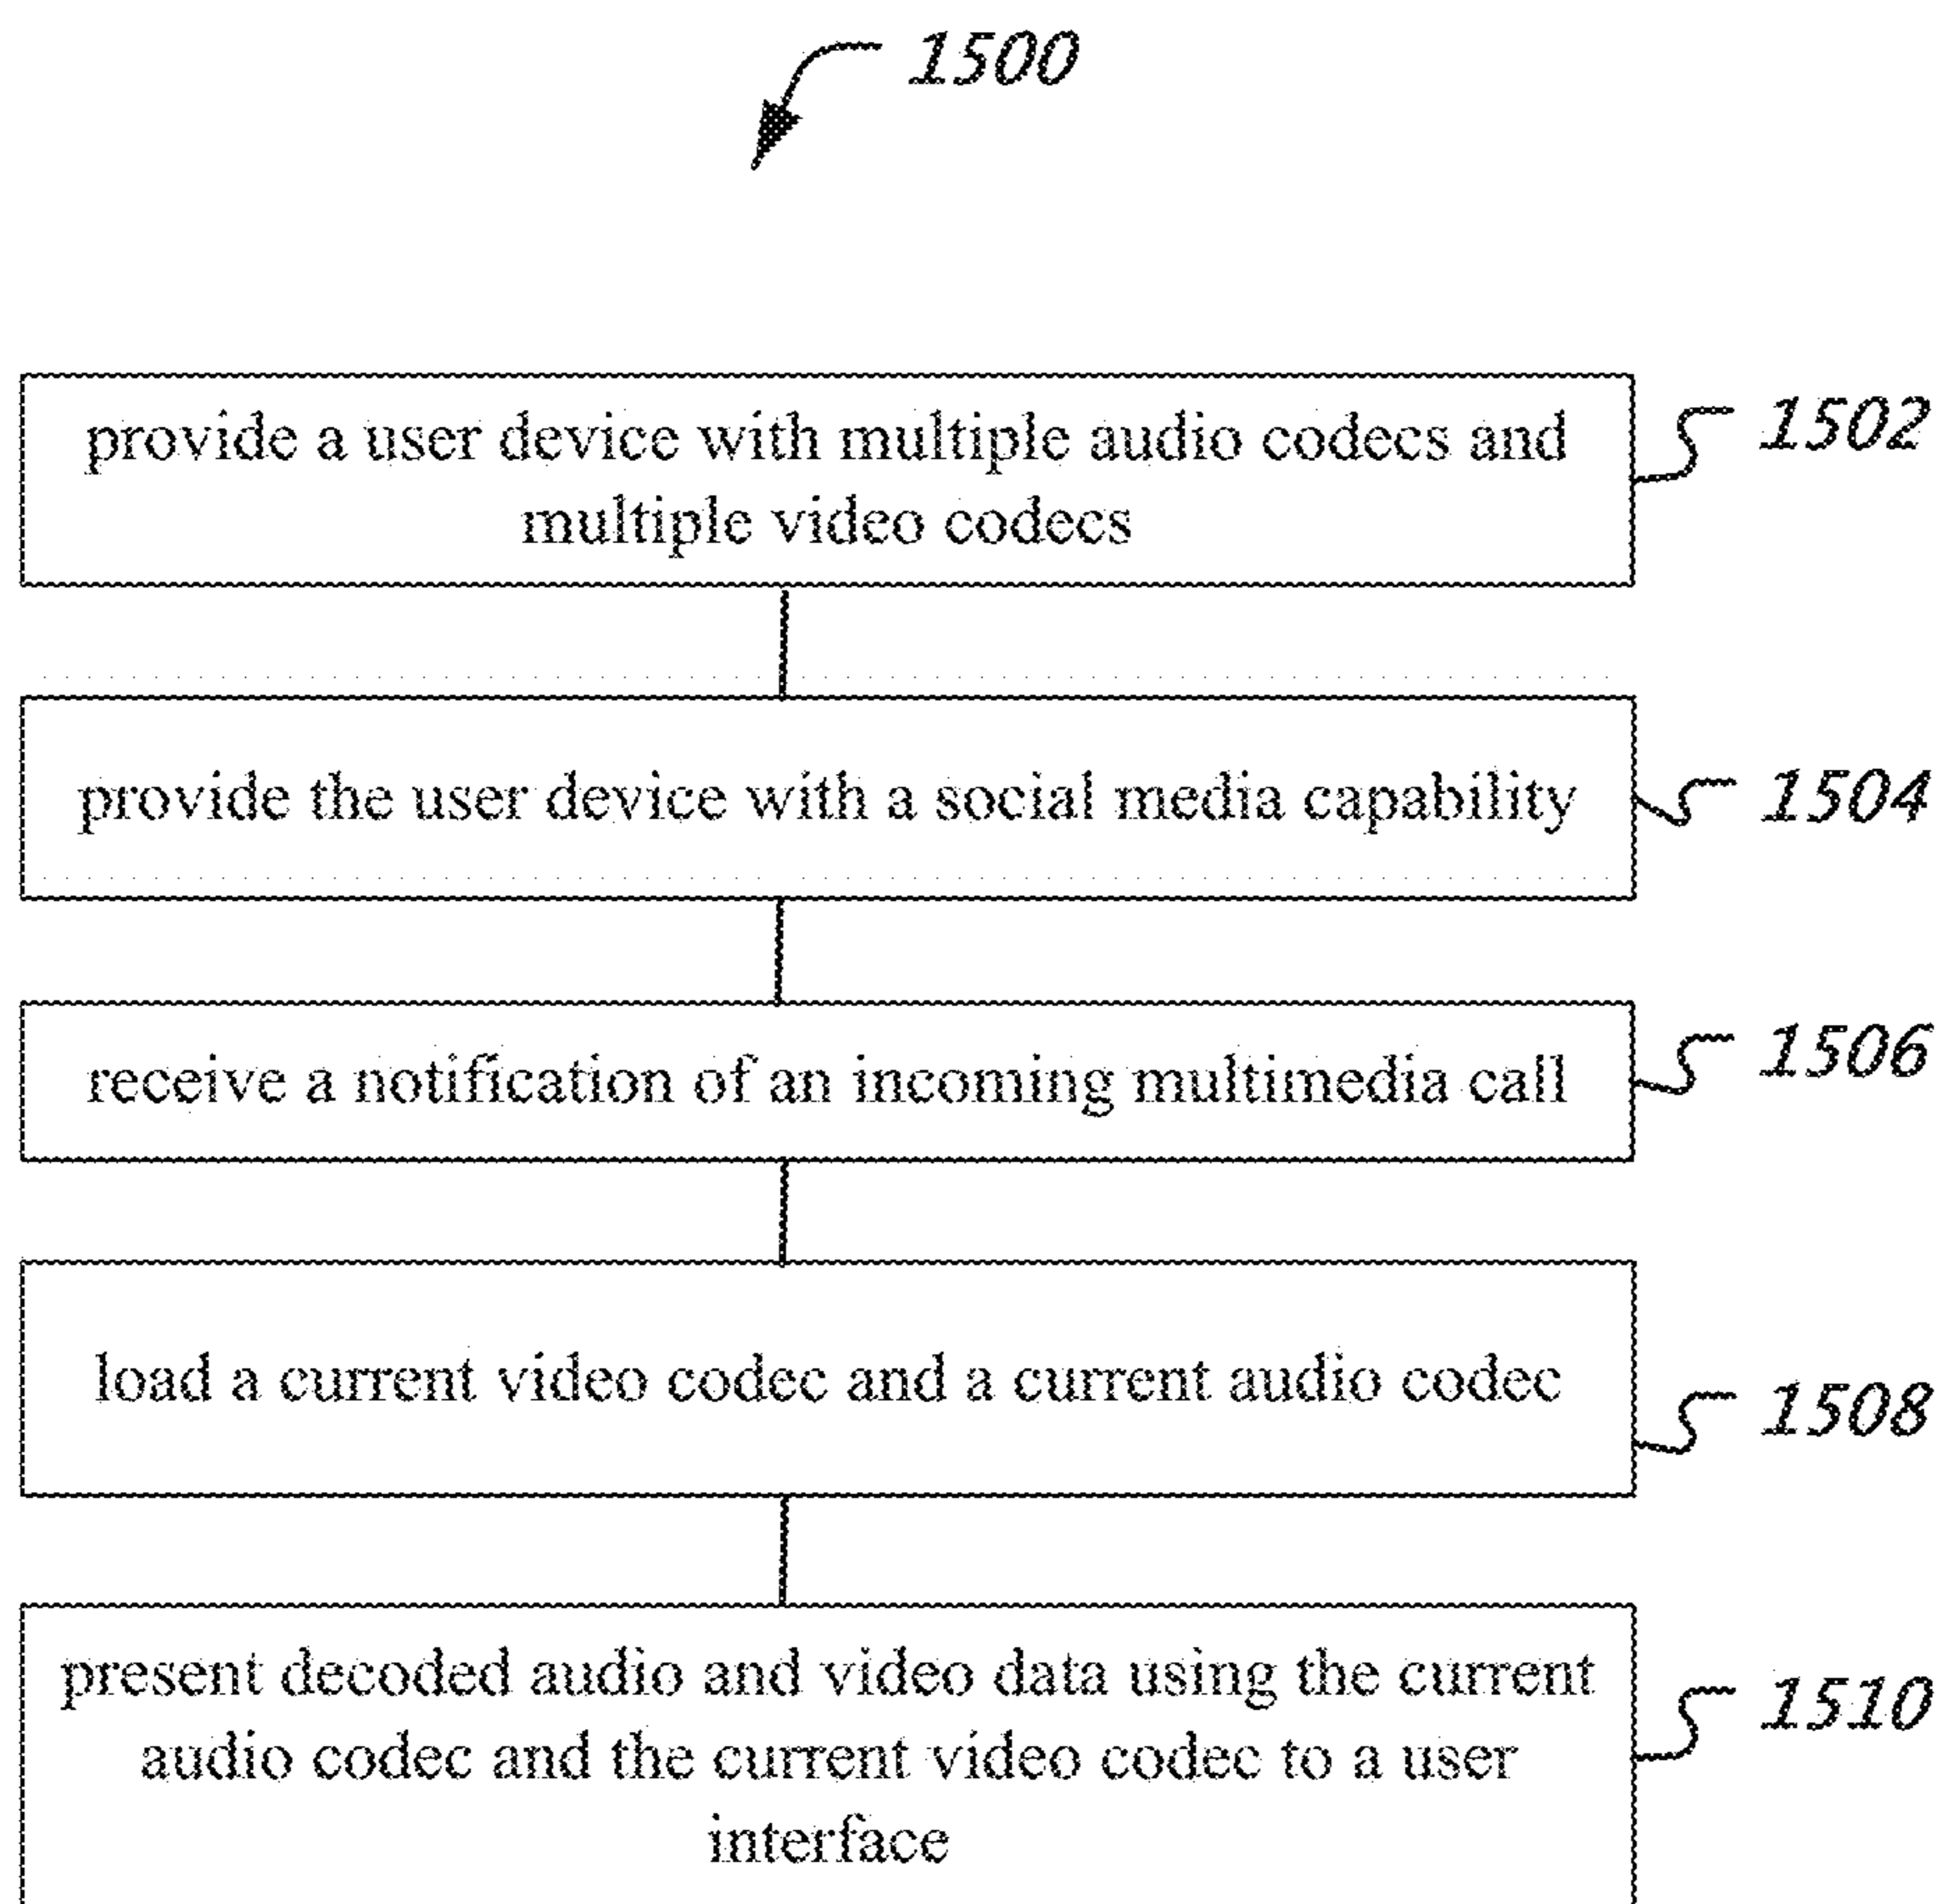 1500
provide a user device with multiple audio codecs and
multiple video codecs
1502
provide the user device with a social media capability
1504
receive a notification of an incoming multimedia call
1506
load a current video codec and a current audio codec
1508
present decoded audio and video data using the current
audio codec and the current video codec to a user
interface
1510